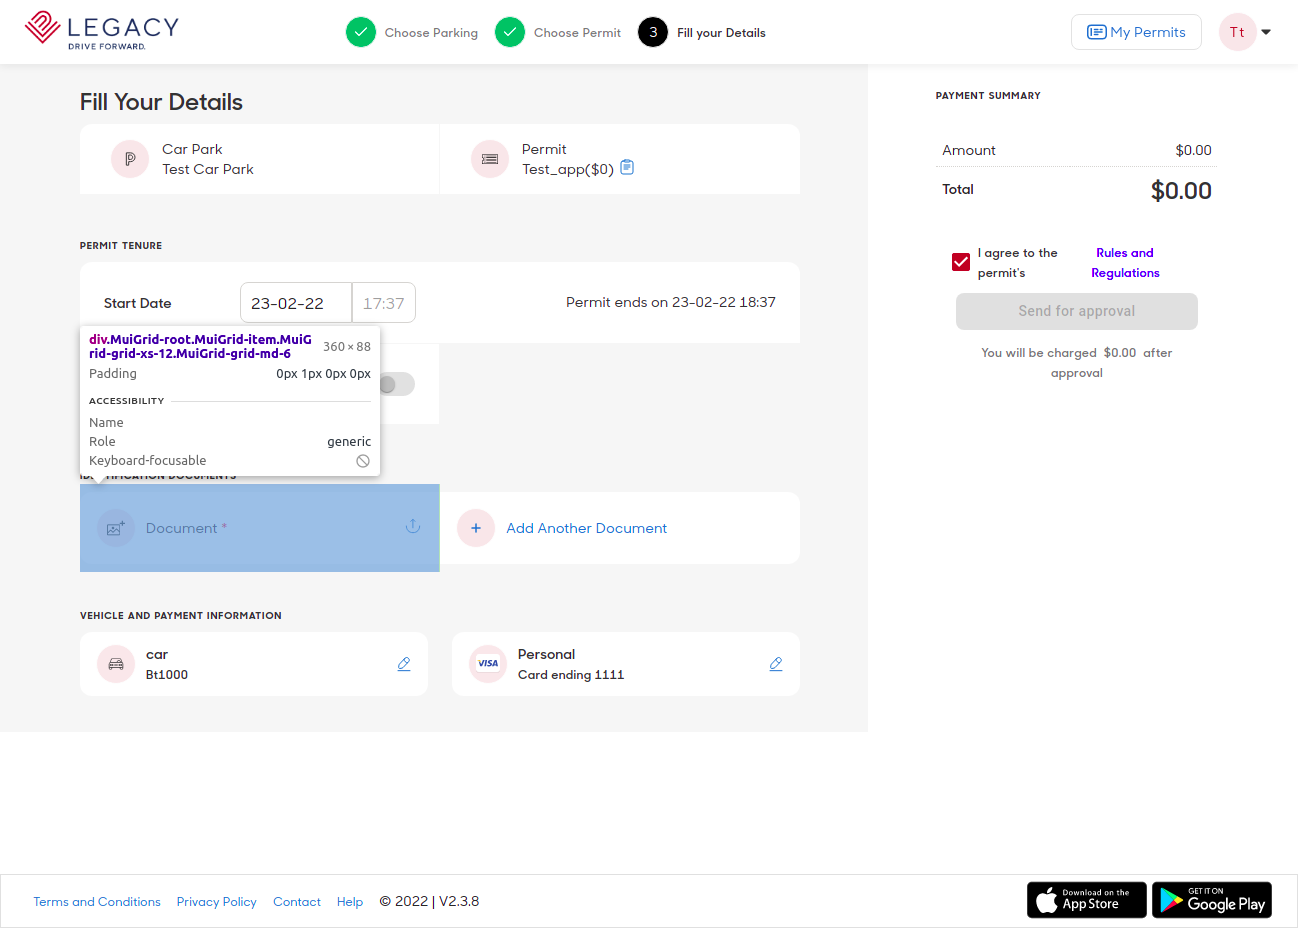 LEGACY
DRIVE FORWARD.
Choose Parking
Choose Permit
3
Fill your Details
My Permits
Tt
Fill Your Details
Car Park
Test Car Park
Permit
Test_app($0)
PERMIT TENURE
Start Date
23-02-22
17:37
Permit ends on 23-02-22 18:37
div.MuiGrid-root.MuiGrid-item.MuiG
rid-grid-xs-12.MuiGrid-grid-md-6
360 × 88
Padding
0px 1px 0px 0px
ACCESSIBILITY
Name
Role
generic
Keyboard-focusable
IDENTIFICATION DOCUMENTS
Document *
+
Add Another Document
VEHICLE AND PAYMENT INFORMATION
car
Bt1000
VISA
Personal
Card ending 1111
PAYMENT SUMMARY
Amount
$0.00
Total
$0.00
I agree to the
permit's
Rules and
Regulations
Send for approval
You will be charged $0.00 after
approval
Terms and Conditions
Privacy Policy
Contact
Help
© 2022 | V2.3.8
Download on the
App Store
GET IT ON
Google Play